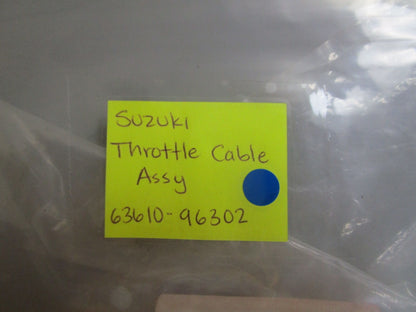 Suzuki
Throttle Cable
Assy
63610-96302